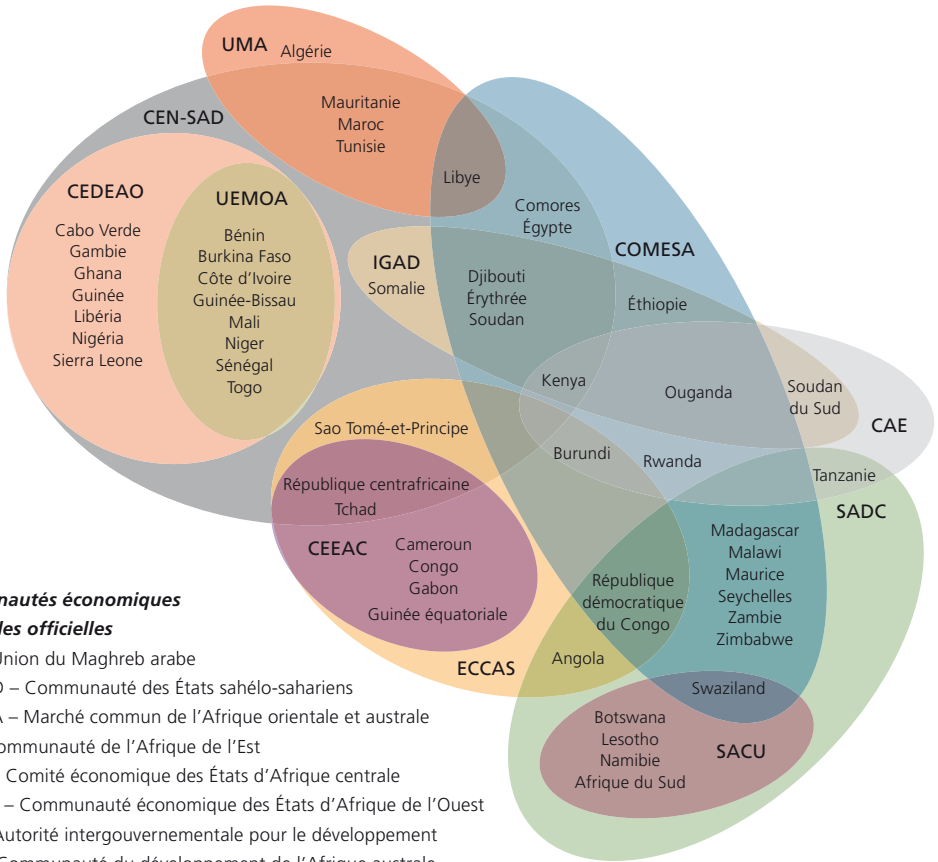 UMA
Algérie
Mauritanie
Maroc
Tunisie
CEN-SAD
Libye
CEDEAO
Cabo Verde
Gambie
Ghana
Guinée
Libéria
Nigéria
Sierra Leone
UEMOA
Bénin
Burkina Faso
Côte d'Ivoire
Guinée-Bissau
Mali
Niger
Sénégal
Togo
Comores
Égypte
COMESA
IGAD
Somalie
Djibouti
Érythrée
Soudan
Éthiopie
Kenya
Ouganda
Soudan
du Sud
CAE
Sao Tomé-et-Principe
Burundi
Rwanda
Tanzanie
SADC
République centrafricaine
Tchad
CEEAC
Cameroun
Congo
Gabon
Guinée équatoriale
ECCAS
République
démocratique
du Congo
Angola
Madagascar
Malawi
Maurice
Seychelles
Zambie
Zimbabwe
Swaziland
Botswana
Lesotho
Namibie
Afrique du Sud
SACU
économiques
officielles
Union du Maghreb arabe
– Communauté des États sahélo-sahariens
– Marché commun de l'Afrique orientale et australe
de l'Afrique de l'Est
Comité économique des États d'Afrique centrale
– Communauté économique des États d'Afrique de l'Ouest
Autorité intergouvernementale pour le développement
Communauté du développement de l'Afrique australe